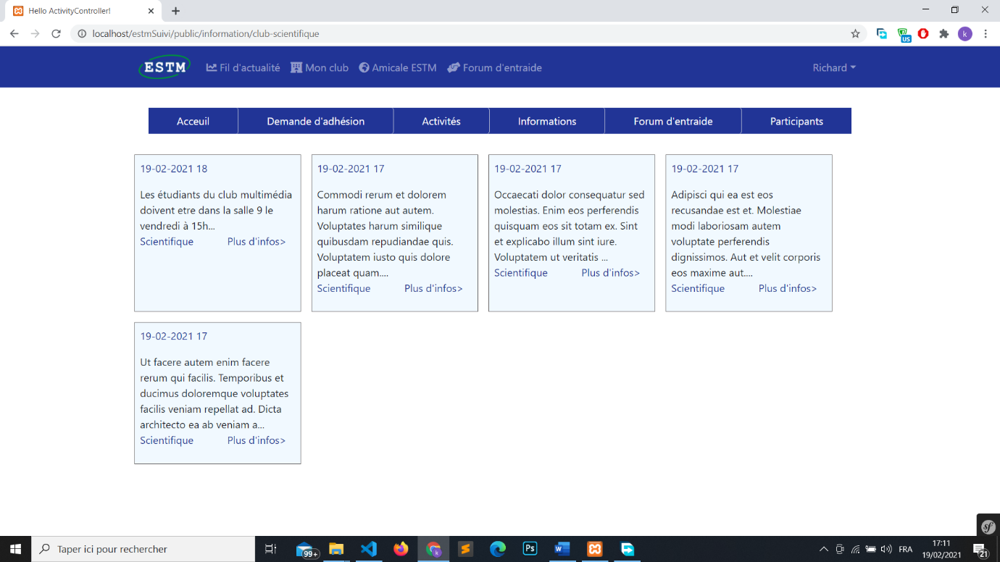 Hello ActivityController!
localhost/estmSuivi/public/information/club-scientifique
US
k
ESTM
Fil d'actualité
Mon club
Amicale ESTM
Forum d'entraide
Richard
Acceuil
Demande d'adhésion
Activités
Informations
Forum d'entraide
Participants
19-02-2021 18
Les étudiants du club multimédia
doivent etre dans la salle 9 le
vendredi à 15h...
Scientifique Plus d'infos>
19-02-2021 17
Commodi rerum et dolorem
harum ratione aut autem.
Voluptates harum similique
quibusdam repudiandae quis.
Voluptatem iusto quis dolore
placeat quam....
Scientifique Plus d'infos>
19-02-2021 17
Occaecati dolor consequatur sed
molestias. Enim eos perferendis
quisquam eos sit totam ex. Sint
et explicabo illum sint iure.
Voluptatem ut veritatis ...
Scientifique Plus d'infos>
19-02-2021 17
Adipisci qui ea est eos
recusandae est et. Molestiae
modi laboriosam autem
voluptate perferendis
dignissimos. Aut et velit corporis
eos maxime aut....
Scientifique Plus d'infos>
19-02-2021 17
Ut facere autem enim facere
rerum qui facilis. Temporibus et
ducimus doloremque voluptates
facilis veniam repellat ad. Dicta
architecto ea ab veniam a...
Scientifique Plus d'infos>
sf
Taper ici pour rechercher
99+
k
Ps
W
FRA
17:11
19/02/2021
21